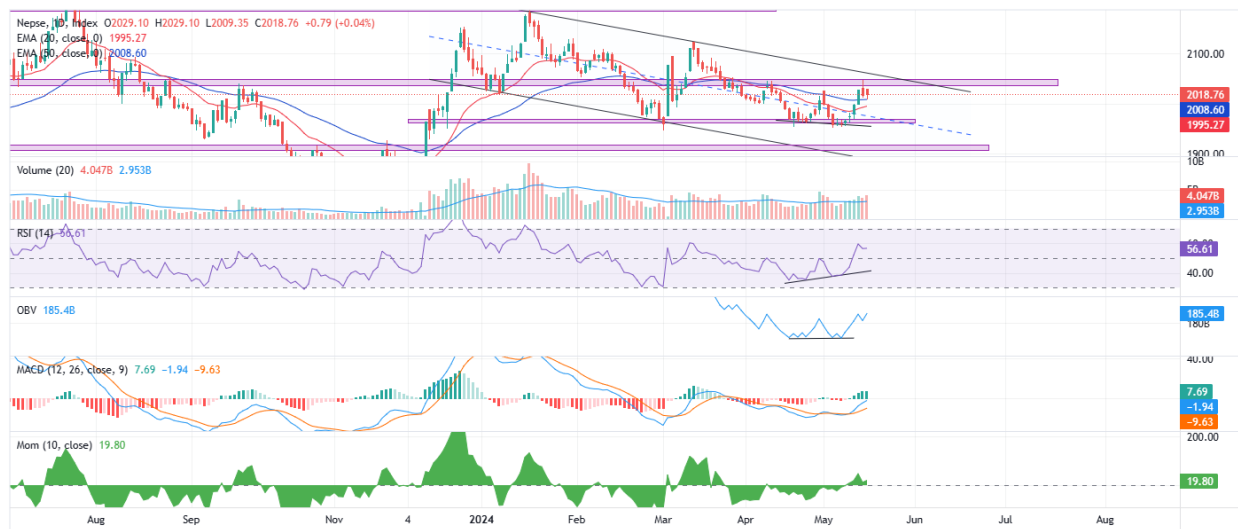 Nepse, 1D, Index O2029.10 H2029.10 L2009.35 C2018.76 +0.79 (+0.04%)
EMA (20, close, 0) 1995.27
EMA (50, close, 0) 2008.60
2100.00
2018.76
2008.60
1995.27
1900.00
Volume (20) 4.047B 2.953B
10B
4.047B
2.953B
RSI (14) 56.61
56.61
40.00
OBV 185.4B
185.4B
180B
MACD (12, 26, close, 9) 7.69 −1.94 −9.63
40.00
7.69
−1.94
−9.63
Mom (10, close) 19.80
200.00
19.80
Aug Sep Nov 4 2024 Feb Mar Apr May Jun Jul Aug